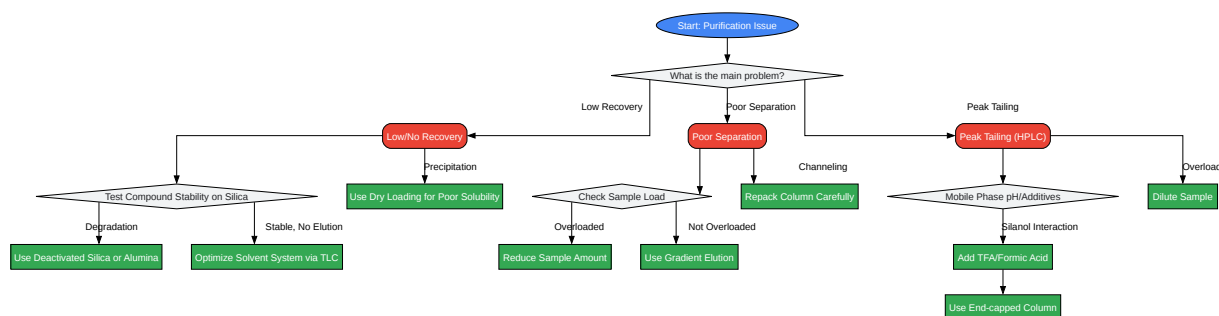 Start: Purification Issue
What is the main problem?
Low Recovery
Poor Separation
Peak Tailing
Low/No Recovery
Poor Separation
Peak Tailing (HPLC)
Precipitation
Channeling
Overload
Test Compound Stability on Silica
Use Dry Loading for Poor Solubility
Check Sample Load
Repack Column Carefully
Mobile Phase pH/Additives
Dilute Sample
Degradation
Stable, No Elution
Overloaded
Not Overloaded
Silanol Interaction
Use Deactivated Silica or Alumina
Optimize Solvent System via TLC
Reduce Sample Amount
Use Gradient Elution
Add TFA/Formic Acid
Use End-capped Column